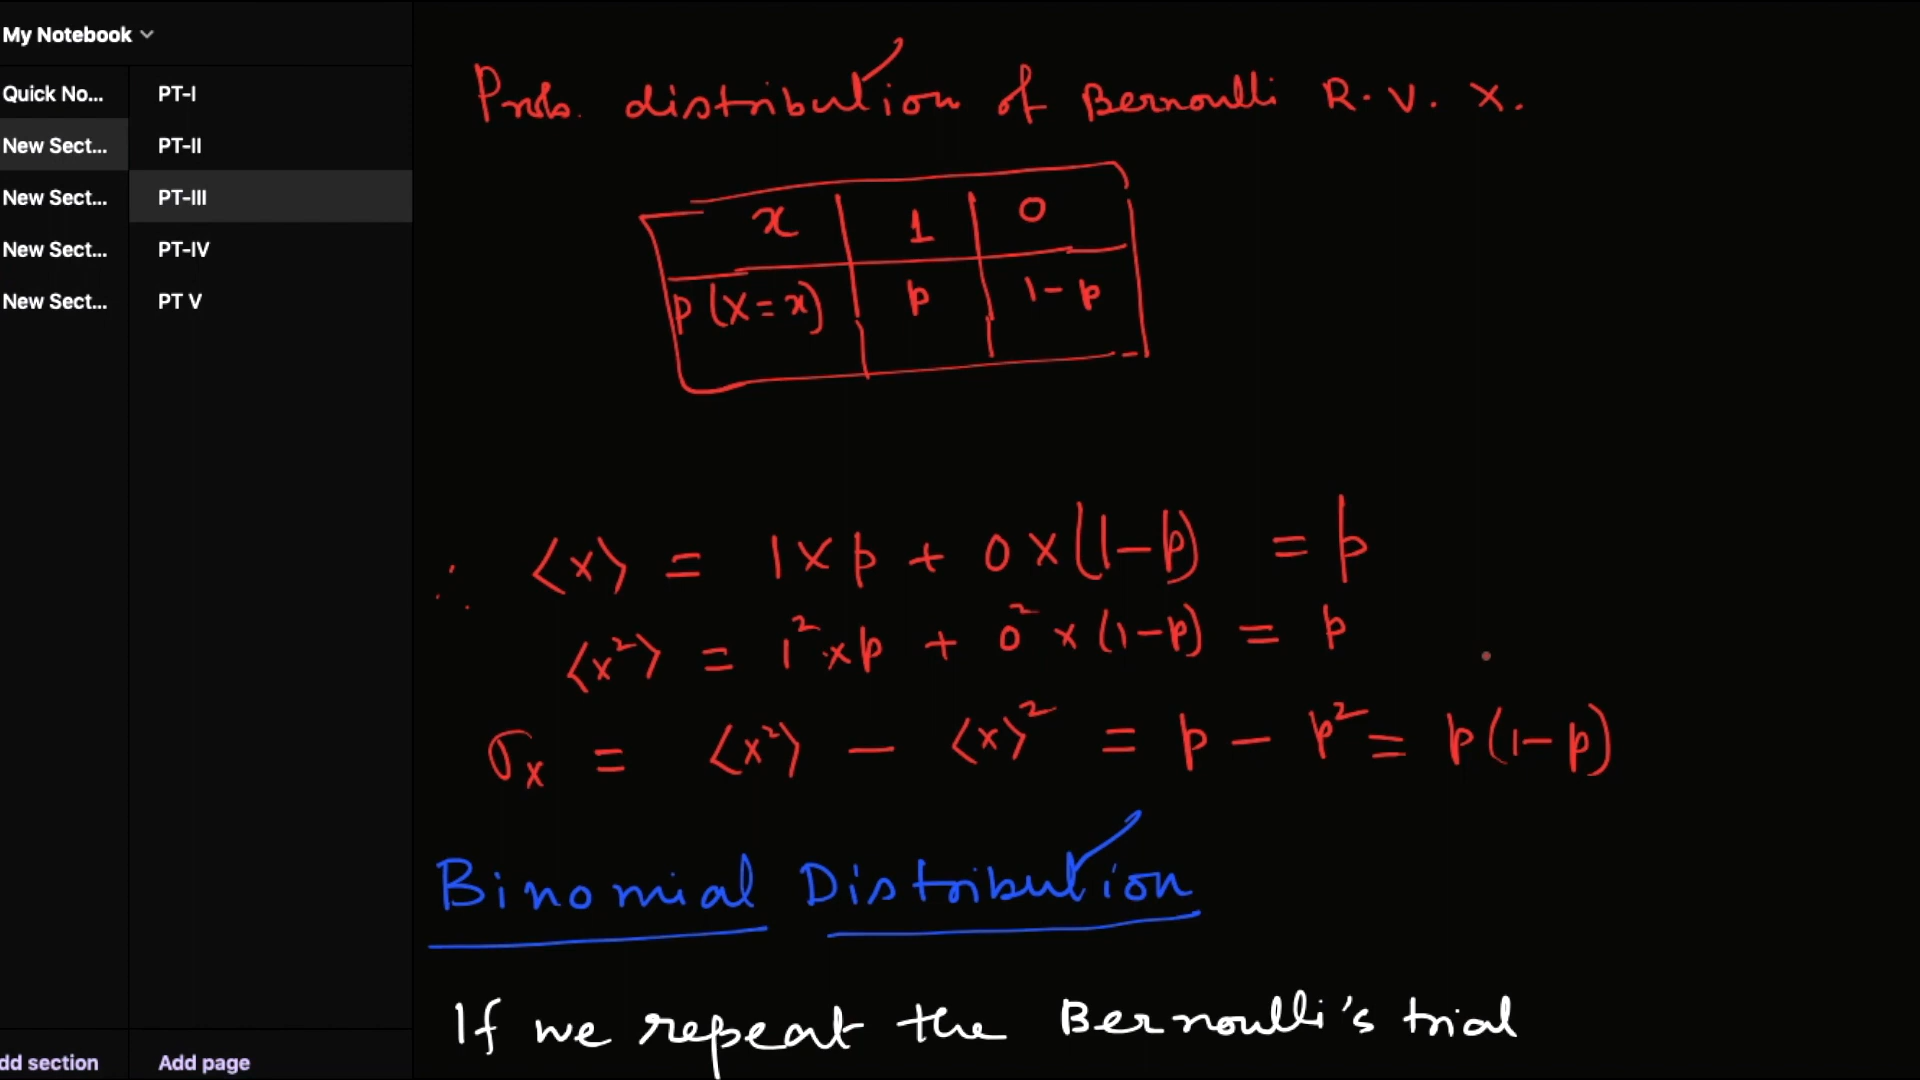 My Notebook
Quick No...
New Sect...
New Sect...
New Sect...
New Sect...
dd section
PT-I
PT-II
PT-III
PT-IV
PT V
Add page
Prob. distribution of Bernoulli R.V. X.
x 1 0
p(X=x) p 1-p
∴ ⟨x⟩ = 1×p + 0×(1-p) = p
⟨x²⟩ = 1²×p + 0²×(1-p) = p
σx = ⟨x²⟩ - ⟨x⟩² = p - p² = p(1-p)
Binomial Distribution
If we repeat the Bernoulli's trial